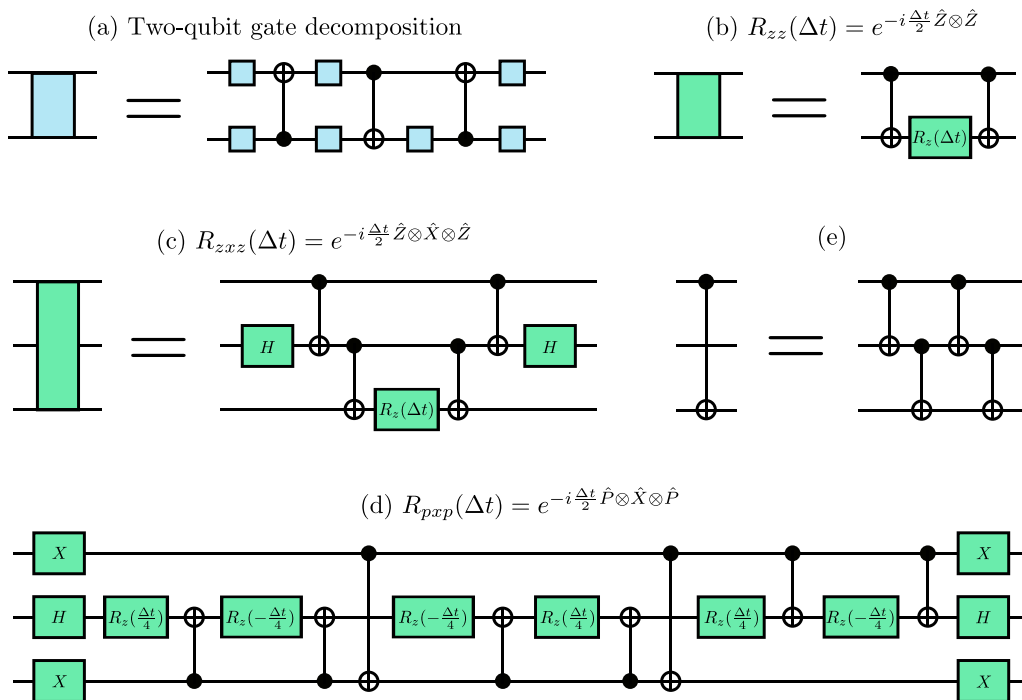 (a) Two-qubit gate decomposition
(b) $R_{zz}(\Delta t) = e^{-i\frac{\Delta t}{2}\hat{Z}\otimes\hat{Z}}$
$R_z(\Delta t)$
(c) $R_{zxz}(\Delta t) = e^{-i\frac{\Delta t}{2}\hat{Z}\otimes\hat{X}\otimes\hat{Z}}$
(e)
$H$ $H$
$R_z(\Delta t)$
(d) $R_{pxp}(\Delta t) = e^{-i\frac{\Delta t}{2}\hat{P}\otimes\hat{X}\otimes\hat{P}}$
$X$ $X$
$H$ $R_z(\frac{\Delta t}{4})$ $R_z(-\frac{\Delta t}{4})$ $R_z(-\frac{\Delta t}{4})$ $R_z(\frac{\Delta t}{4})$ $R_z(\frac{\Delta t}{4})$ $R_z(-\frac{\Delta t}{4})$ $H$
$X$ $X$